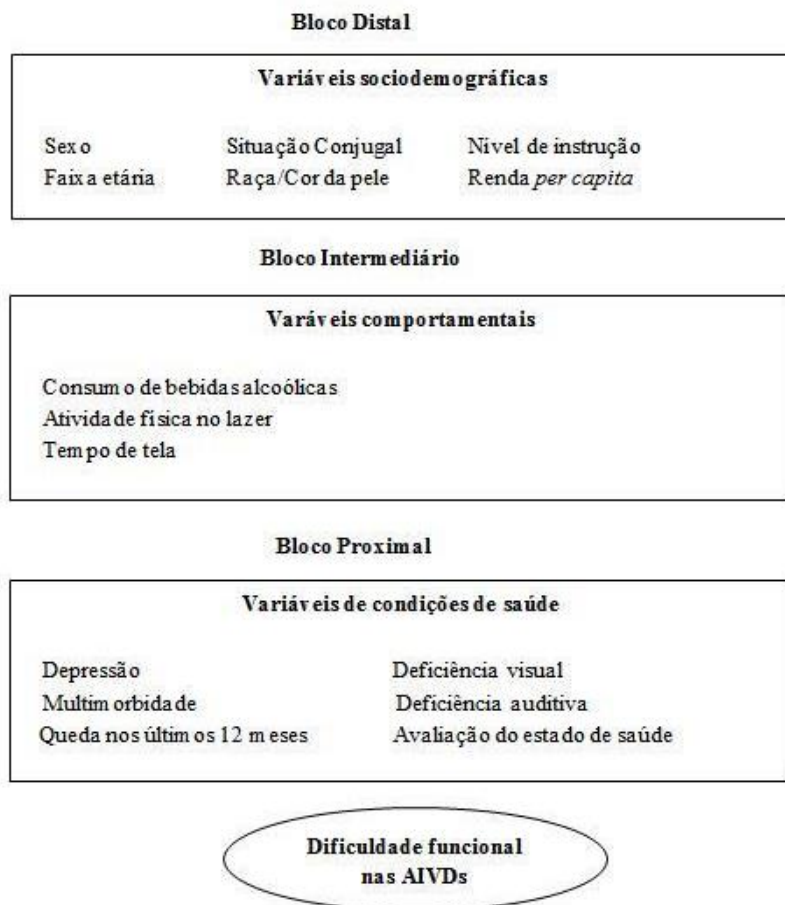 Bloco Distal
Variáveis sociodemográficas
Sexo Situação Conjugal Nível de instrução
Faixa etária Raça/Cor da pele Renda per capita
Bloco Intermediário
Varáveis comportamentais
Consumo de bebidas alcoólicas
Atividade física no lazer
Tempo de tela
Bloco Proximal
Variáveis de condições de saúde
Depressão Deficiência visual
Multimorbidade Deficiência auditiva
Queda nos últimos 12 meses Avaliação do estado de saúde
Dificuldade funcional
nas AIVDs